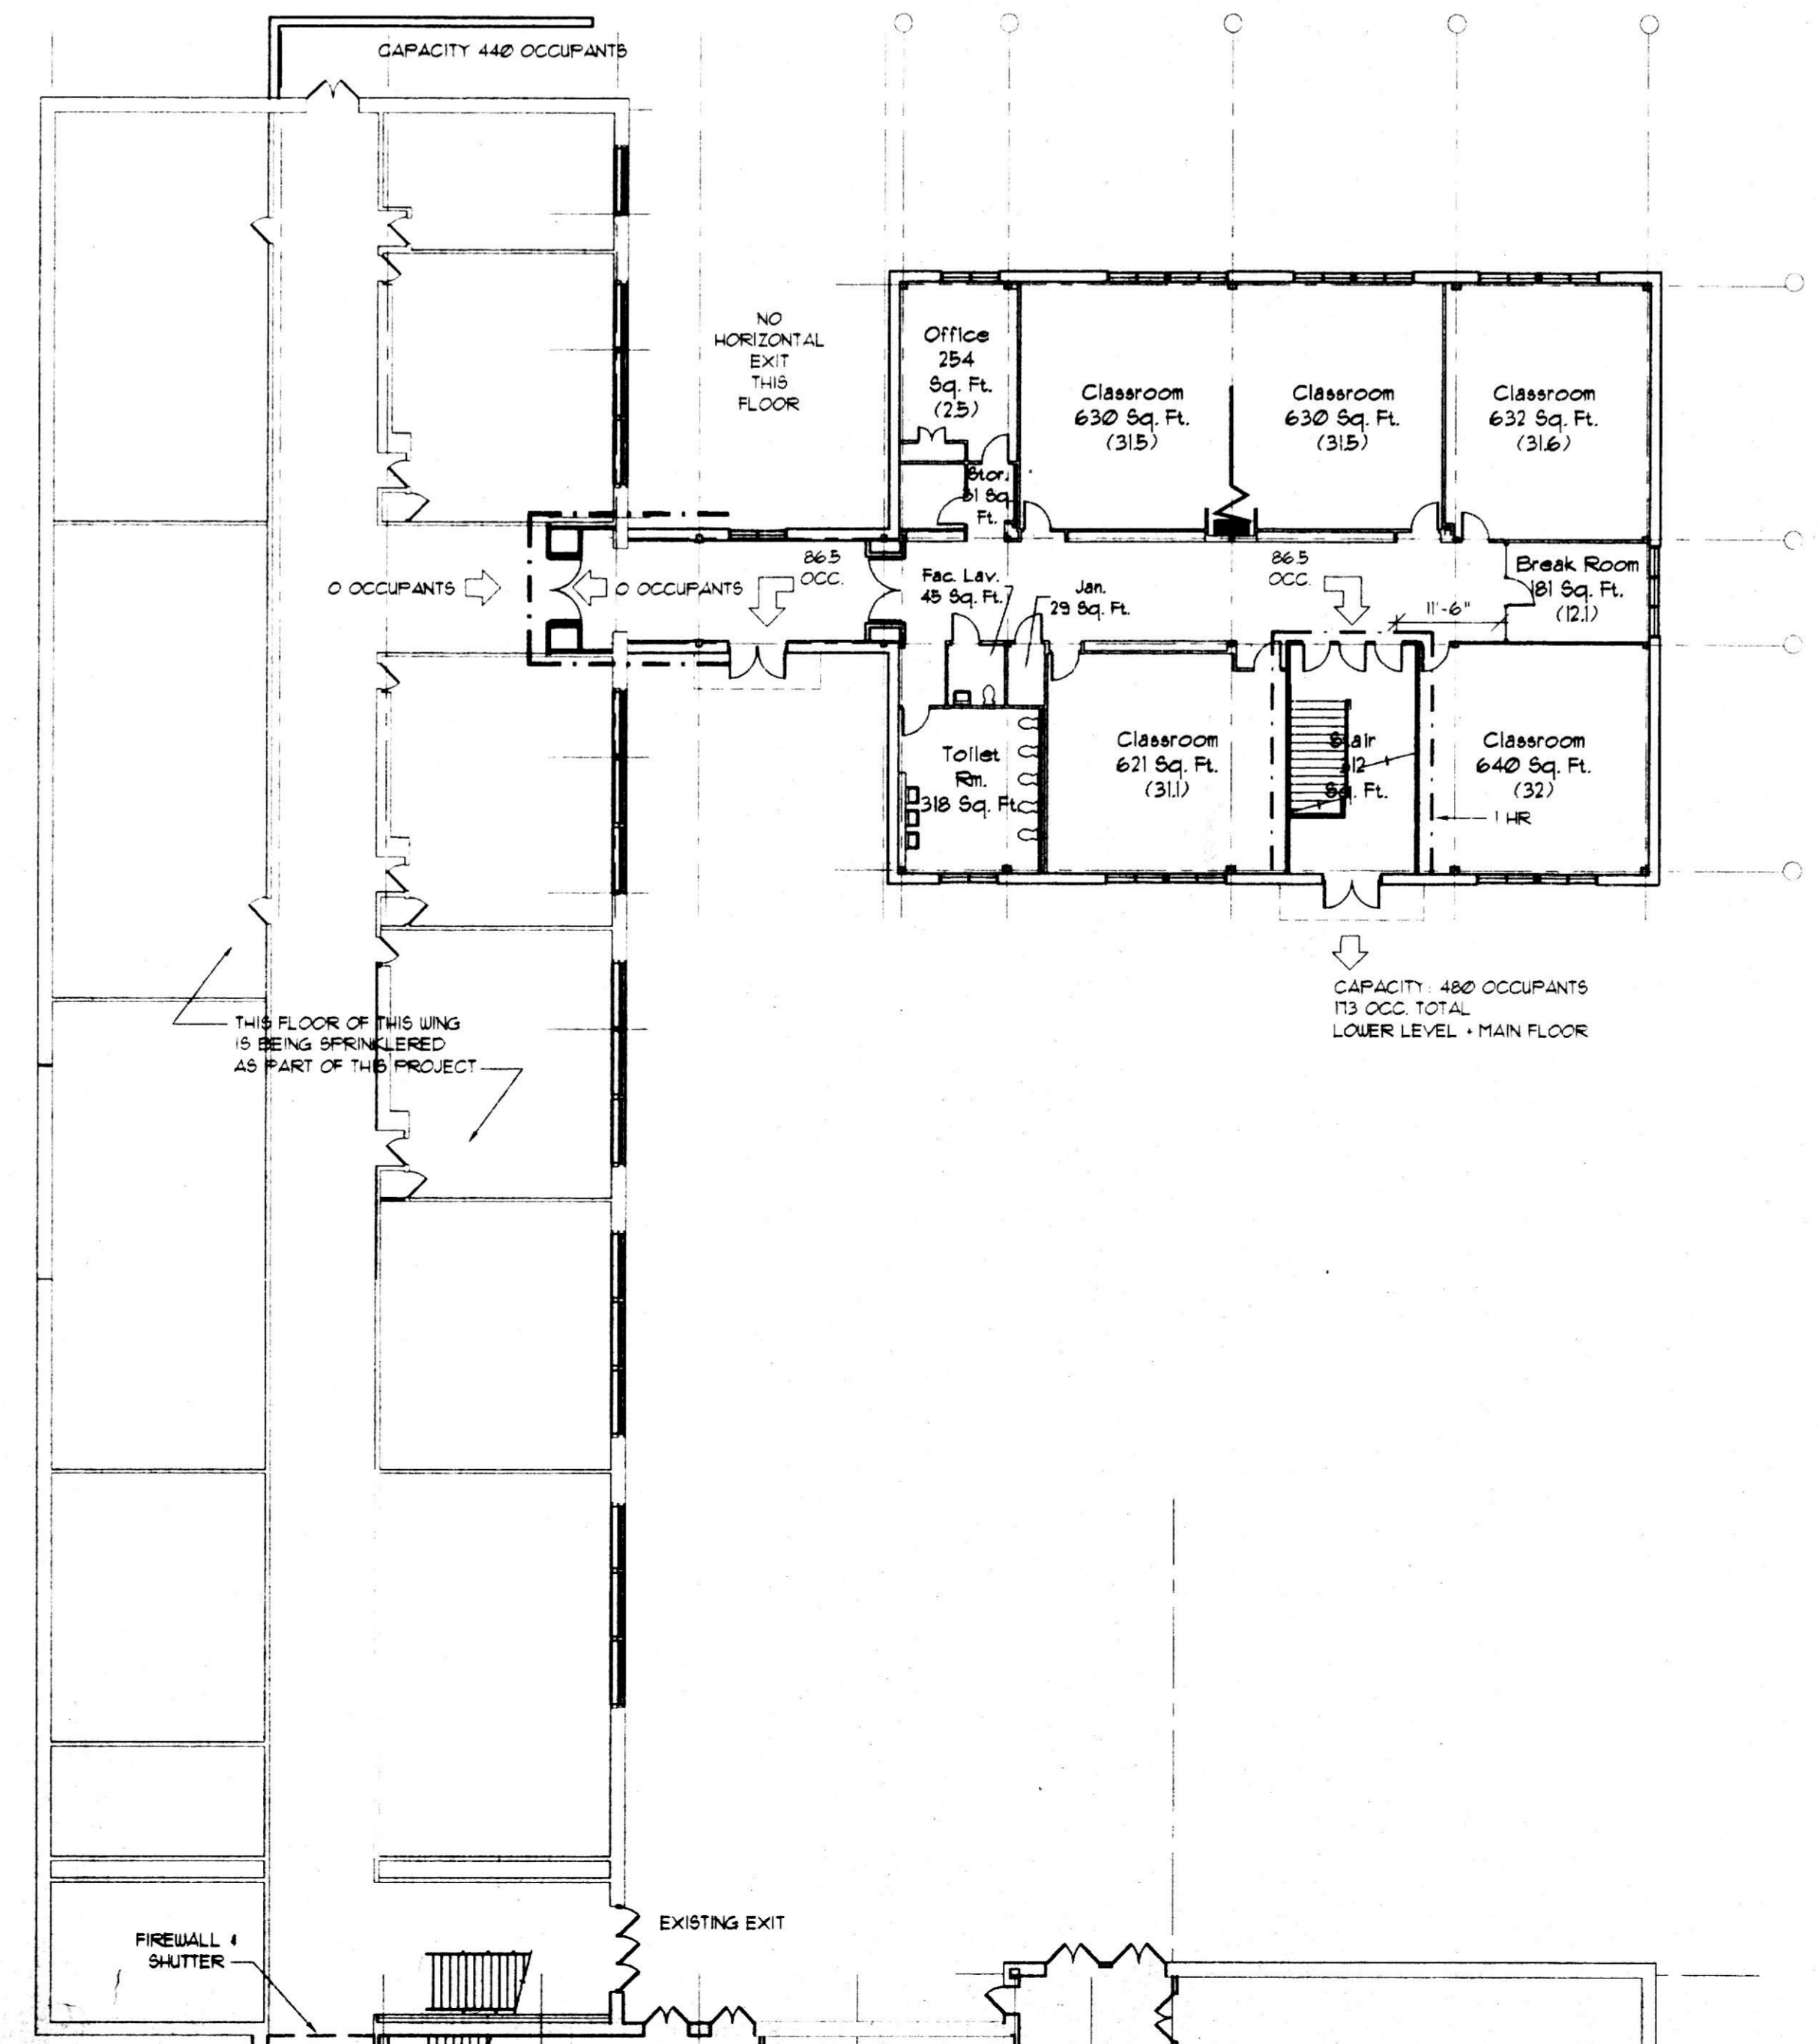 CAPACITY 440 OCCUPANTS
NO
HORIZONTAL
EXIT
THIS
FLOOR
Office
254
Sq. Ft.
(2.5)
Classroom
630 Sq. Ft.
(31.5)
Classroom
630 Sq. Ft.
(31.5)
Classroom
632 Sq. Ft.
(31.6)
Stor.
Sq.
Ft.
0 OCCUPANTS
0 OCCUPANTS
86.5
OCC.
Fac. Lav.
45 Sq. Ft.
Jan.
29 Sq. Ft.
86.5
OCC.
11'-6"
Break Room
181 Sq. Ft.
(12.1)
Toilet
Rm.
318 Sq. Ft.
Classroom
621 Sq. Ft.
(31.1)
Stair
Sq. Ft.
Classroom
640 Sq. Ft.
(32)
1 HR
CAPACITY: 480 OCCUPANTS
173 OCC. TOTAL
LOWER LEVEL + MAIN FLOOR
THIS FLOOR OF THIS WING
IS BEING SPRINKLERED
AS PART OF THIS PROJECT
EXISTING EXIT
FIREWALL &
SHUTTER